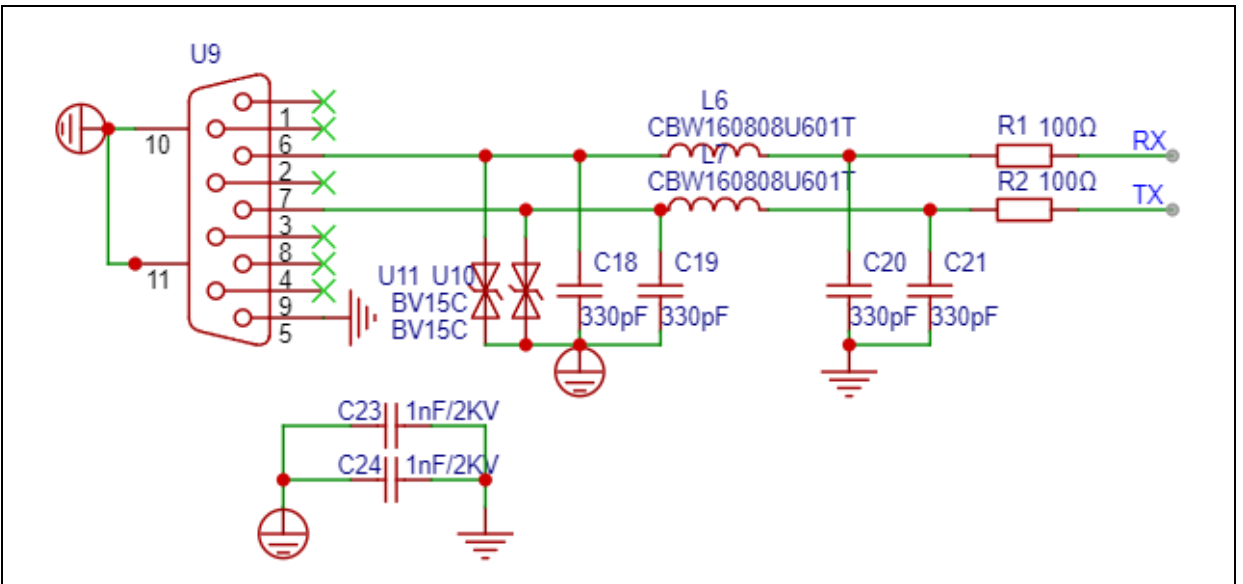 U9
10
11
1
6
2
7
3
8
4
9
5
L6
CBW160808U601T
L7
CBW160808U601T
R1 100Ω
RX
R2 100Ω
TX
U11 U10
BV15C
BV15C
C18
330pF
C19
330pF
C20
330pF
C21
330pF
C23 1nF/2KV
C24 1nF/2KV